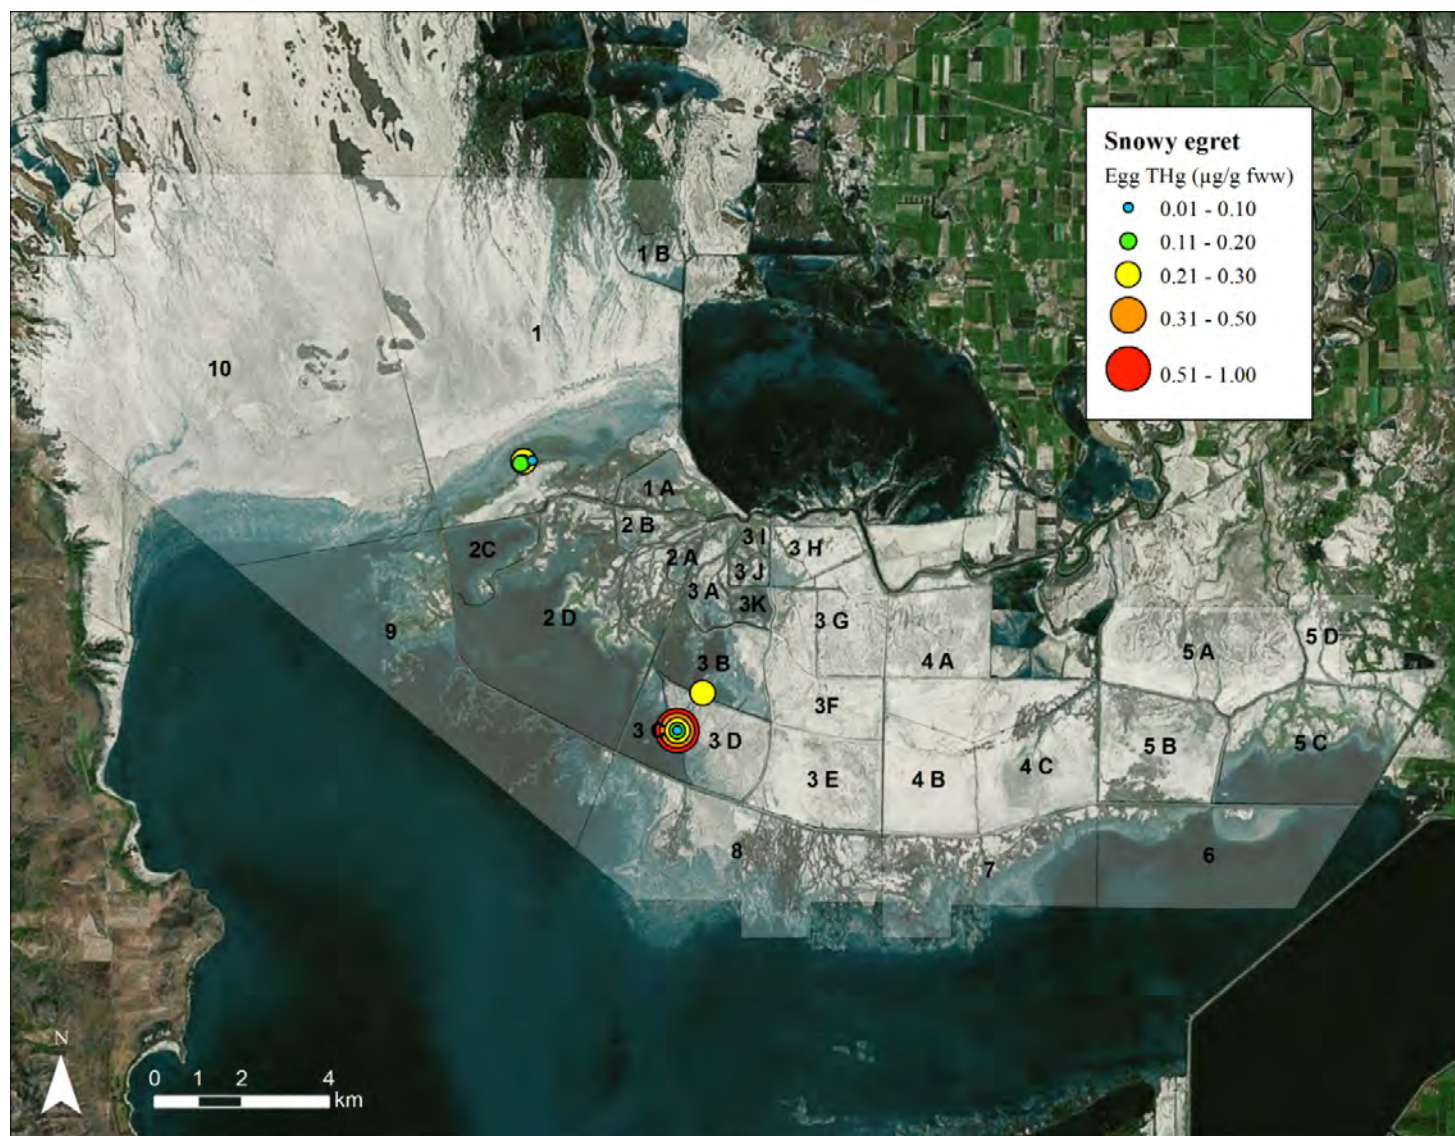 Snowy egret
Egg THg (µg/g fww)
0.01 - 0.10
0.11 - 0.20
0.21 - 0.30
0.31 - 0.50
0.51 - 1.00
1 B
1
10
1 A
2 B
3 I
2C
2 A
3 H
3 J
3 A
3K
2 D
3 G
9
5 D
5 A
3 B
4 A
3F
3 C
3 D
5 B
5 C
4 C
3 E
4 B
8
6
7
N
0 1 2 4
km